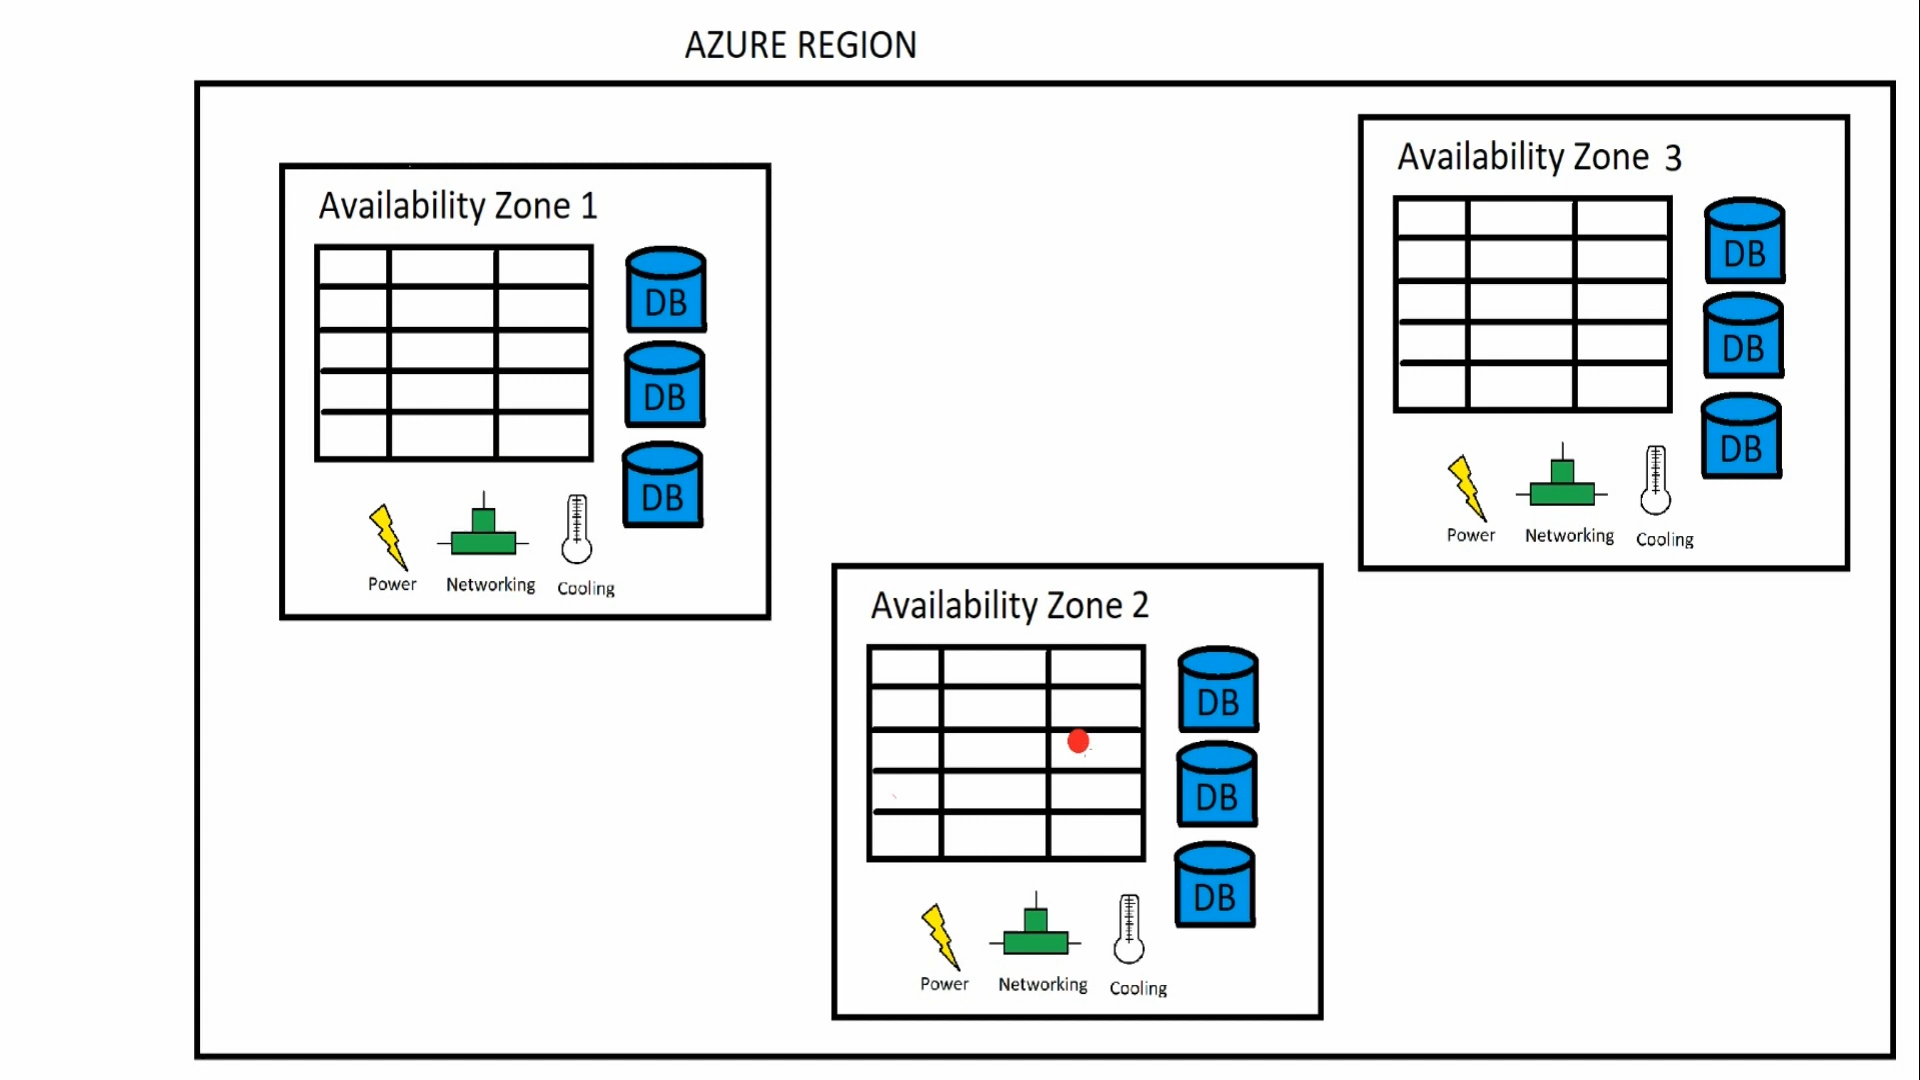 AZURE REGION
Availability Zone 1
DB
DB
DB
Power
Networking
Cooling
Availability Zone 2
DB
DB
DB
Power
Networking
Cooling
Availability Zone 3
DB
DB
DB
Power
Networking
Cooling